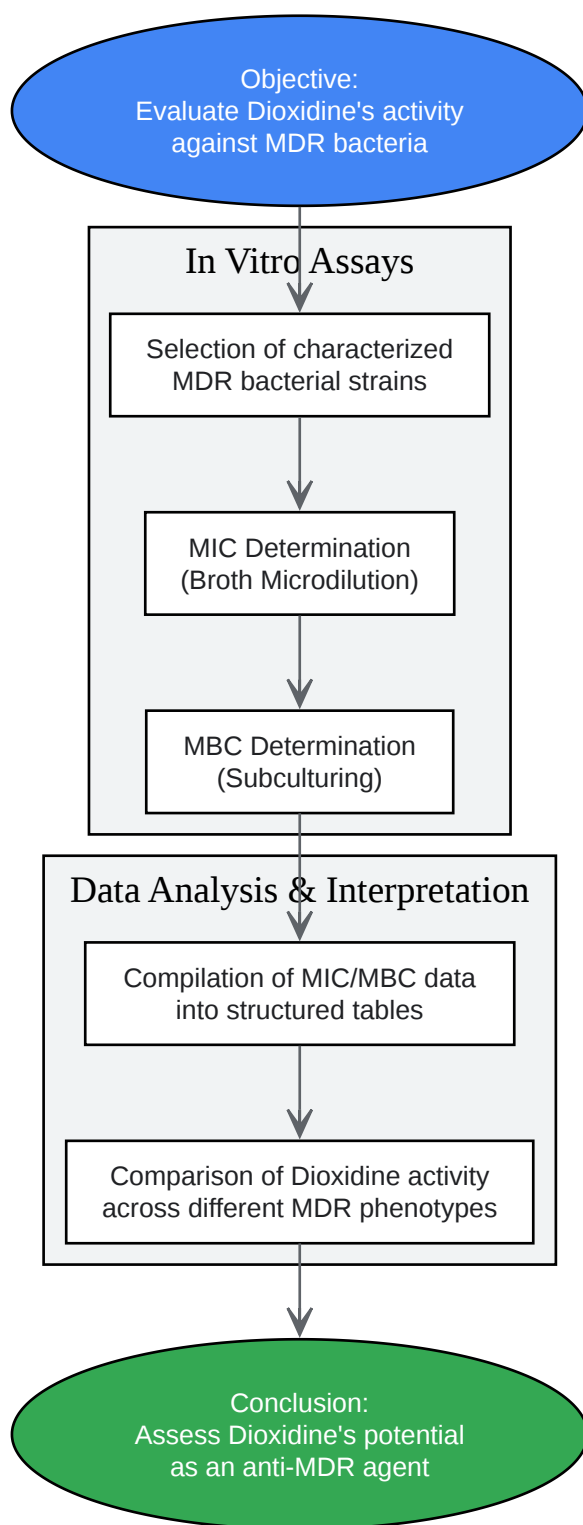 Objective:
Evaluate Dioxidine's activity
against MDR bacteria
In Vitro Assays
Selection of characterized
MDR bacterial strains
MIC Determination
(Broth Microdilution)
MBC Determination
(Subculturing)
Data Analysis & Interpretation
Compilation of MIC/MBC data
into structured tables
Comparison of Dioxidine activity
across different MDR phenotypes
Conclusion:
Assess Dioxidine's potential
as an anti-MDR agent